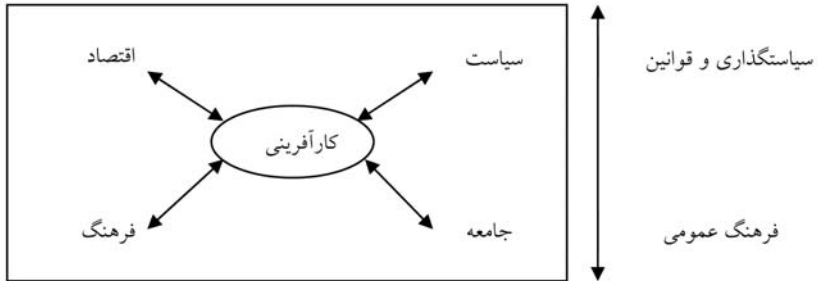 سیاستگذاری و قوانین
سیاست
اقتصاد
کارآفرینی
فرهنگ عمومی
جامعه
فرهنگ